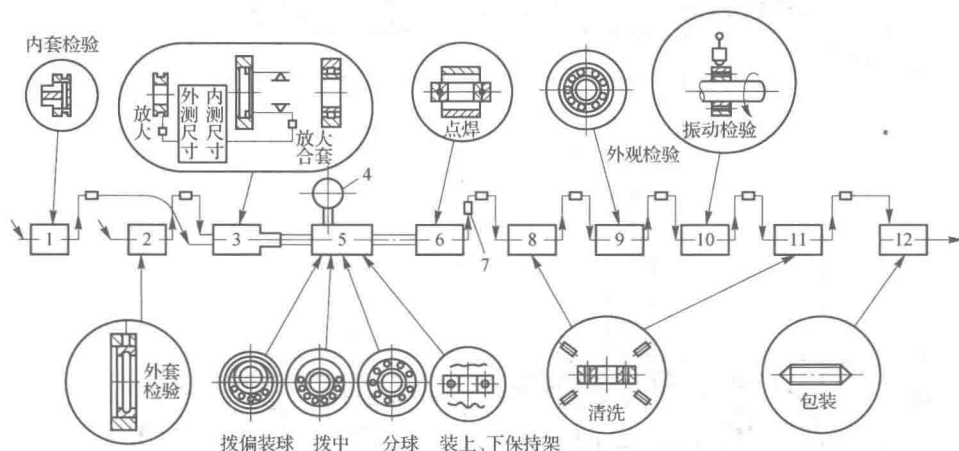 内套检验
放大
外测尺寸
内测尺寸
放大
合套
点焊
外观检验
振动检验
4
1
2
3
5
6
7
8
9
10
11
12
外套
检验
拨偏装球
拨中
分球
装上、下保持架
清洗
包装